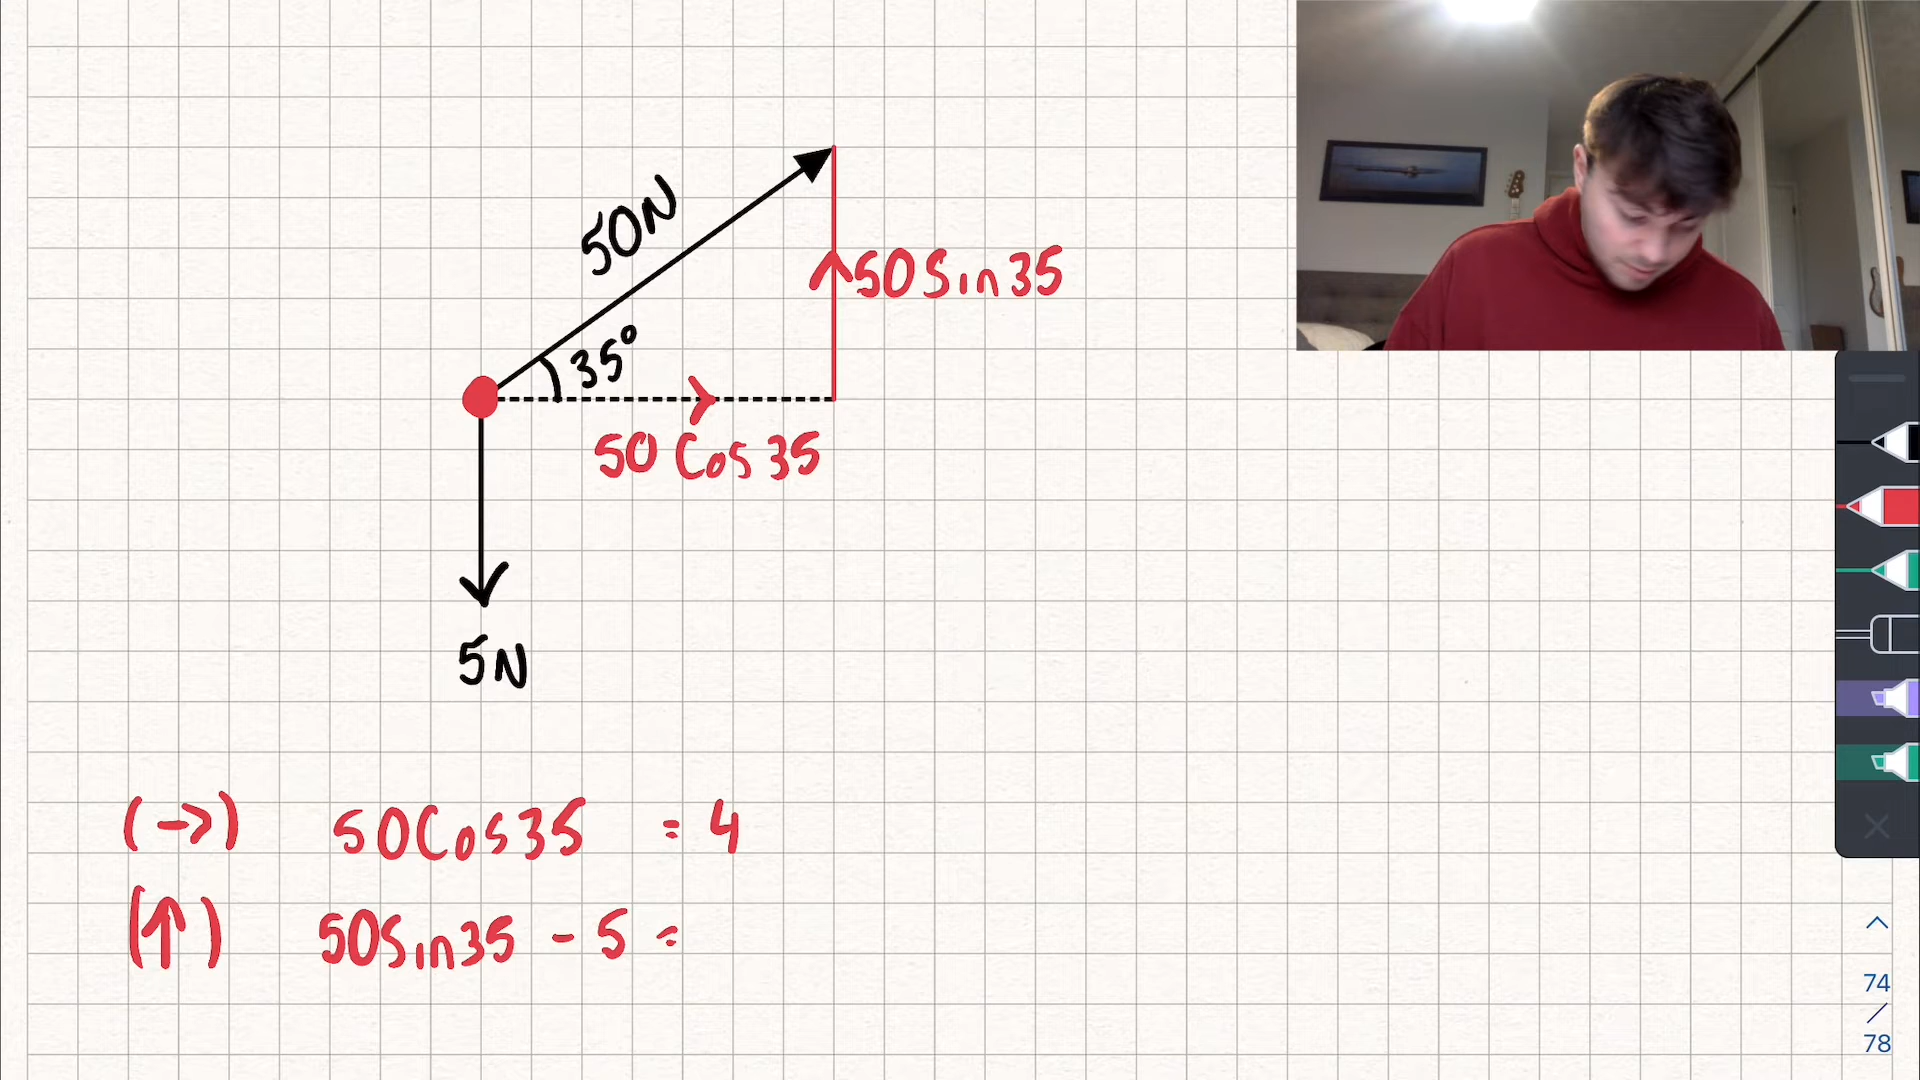 50N
50Sin35
35°
50 Cos 35
5N
(→) 50Cos35 = 4
(↑) 50Sin35 - 5 =
74
/
78